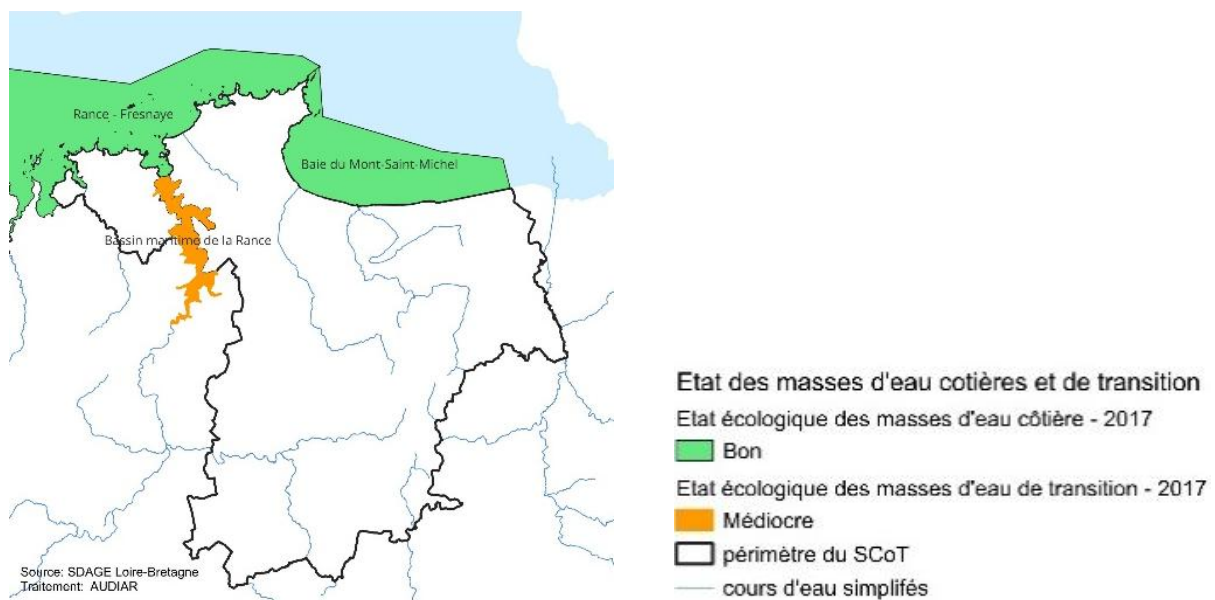 Rance - Fresnaye
Baie du Mont-Saint-Michel
Bassin maritime de la Rance
Source: SDAGE Loire-Bretagne
Traitement: AUDIAR
Etat des masses d'eau cotières et de transition
Etat écologique des masses d'eau côtière - 2017
Bon
Etat écologique des masses d'eau de transition - 2017
Médiocre
périmètre du SCoT
cours d'eau simplifés